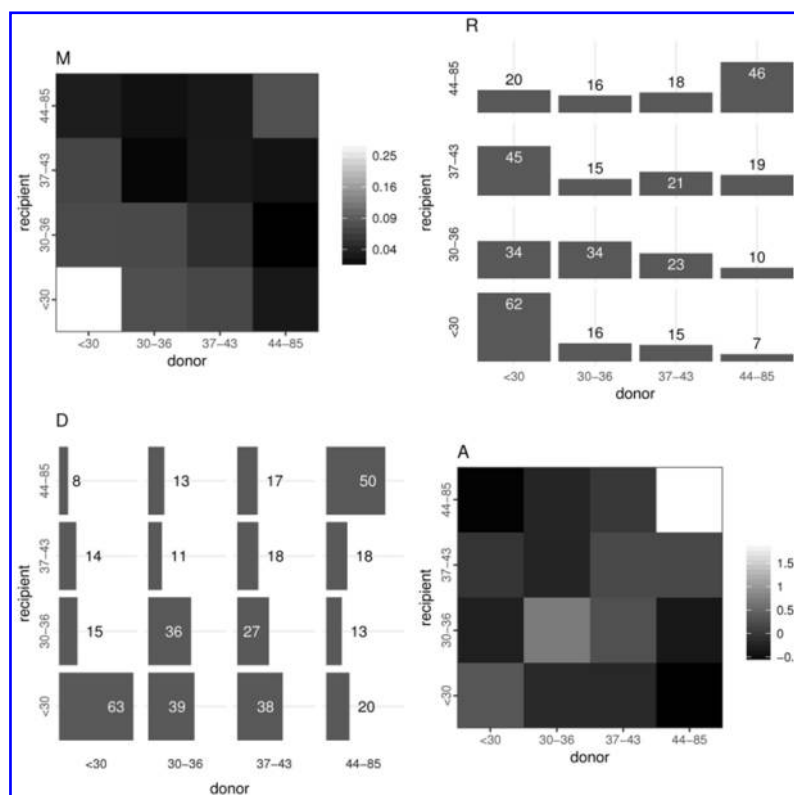 M
recipient
44–85
37–43
30–36
<30
<30 30–36 37–43 44–85
donor
0.25
0.16
0.09
0.04
R
recipient
44–85
37–43
30–36
<30
20 16 18 46
45 15 21 19
34 34 23 10
62 16 15 7
<30 30–36 37–43 44–85
donor
D
recipient
44–85
37–43
30–36
<30
8 13 17 50
14 11 18 18
15 36 27 13
63 39 38 20
<30 30–36 37–43 44–85
donor
A
recipient
44–85
37–43
30–36
<30
<30 30–36 37–43 44–85
donor
1.5
1
0.5
0
−0.